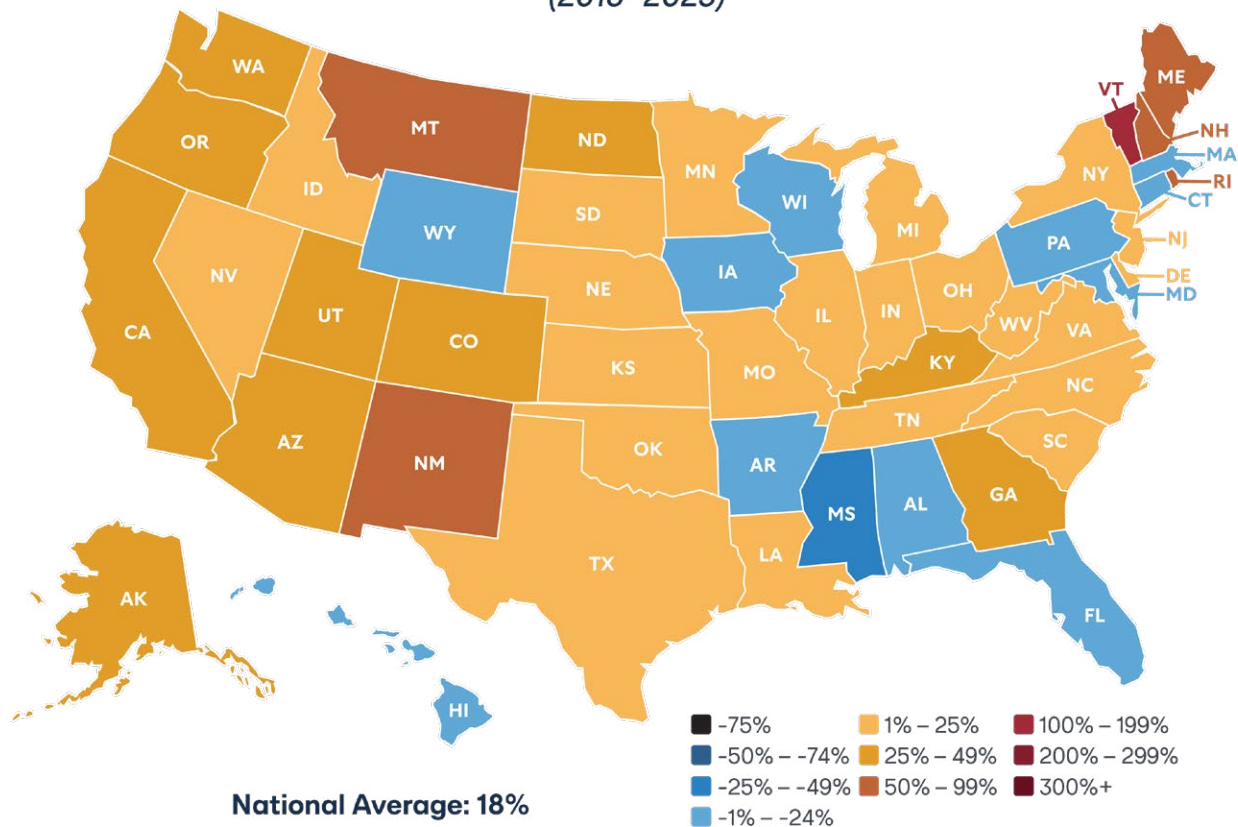 (2018–2023)
WA
OR
CA
NV
ID
MT
WY
UT
CO
AZ
NM
ND
SD
NE
KS
OK
TX
MN
IA
MO
AR
LA
WI
IL
MI
IN
OH
KY
TN
MS
AL
GA
FL
SC
NC
VA
WV
PA
NY
VT
ME
NH
MA
RI
CT
NJ
DE
MD
AK
HI
-75%
-50% – -74%
-25% – -49%
-1% – -24%
1% – 25%
25% – 49%
50% – 99%
100% – 199%
200% – 299%
300%+
National Average: 18%